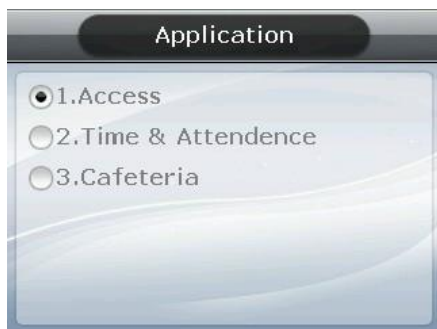 Application
1.Access
2.Time & Attendence
3.Cafeteria